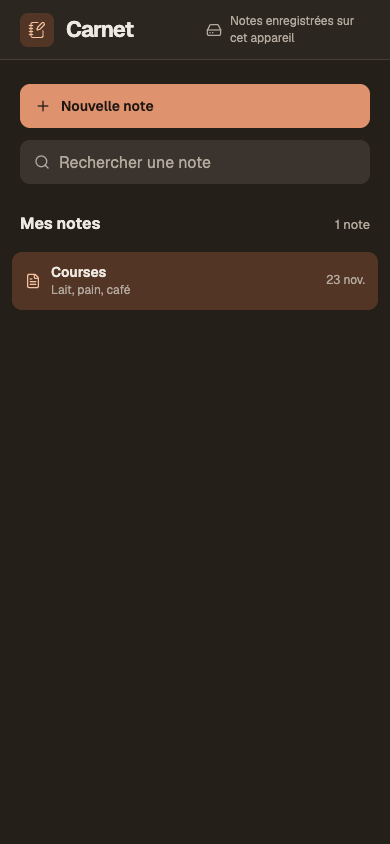 Carnet
Notes enregistrées sur
cet appareil
Nouvelle note
Rechercher une note
Mes notes
1 note
Courses
Lait, pain, café
23 nov.